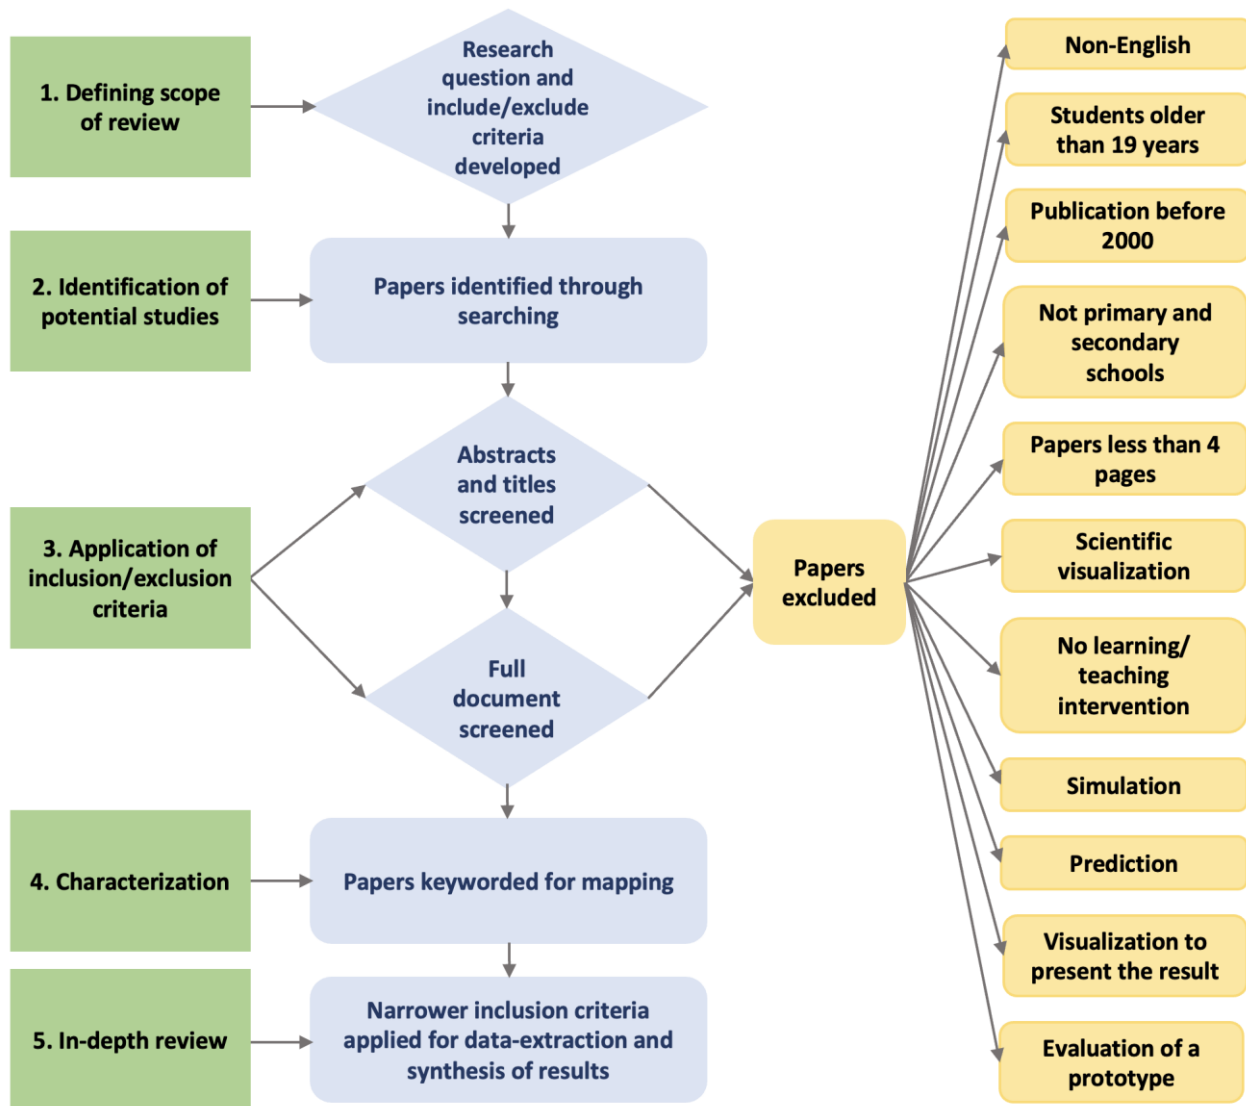 1. Defining scope
of review
Research
question and
include/exclude
criteria
developed
2. Identification of
potential studies
Papers identified through
searching
3. Application of
inclusion/exclusion
criteria
Abstracts
and titles
screened
Full
document
screened
Papers
excluded
4. Characterization
Papers keyworded for mapping
5. In-depth review
Narrower inclusion criteria
applied for data-extraction and
synthesis of results
Non-English
Students older
than 19 years
Publication before
2000
Not primary and
secondary
schools
Papers less than 4
pages
Scientific
visualization
No learning/
teaching
intervention
Simulation
Prediction
Visualization to
present the result
Evaluation of a
prototype